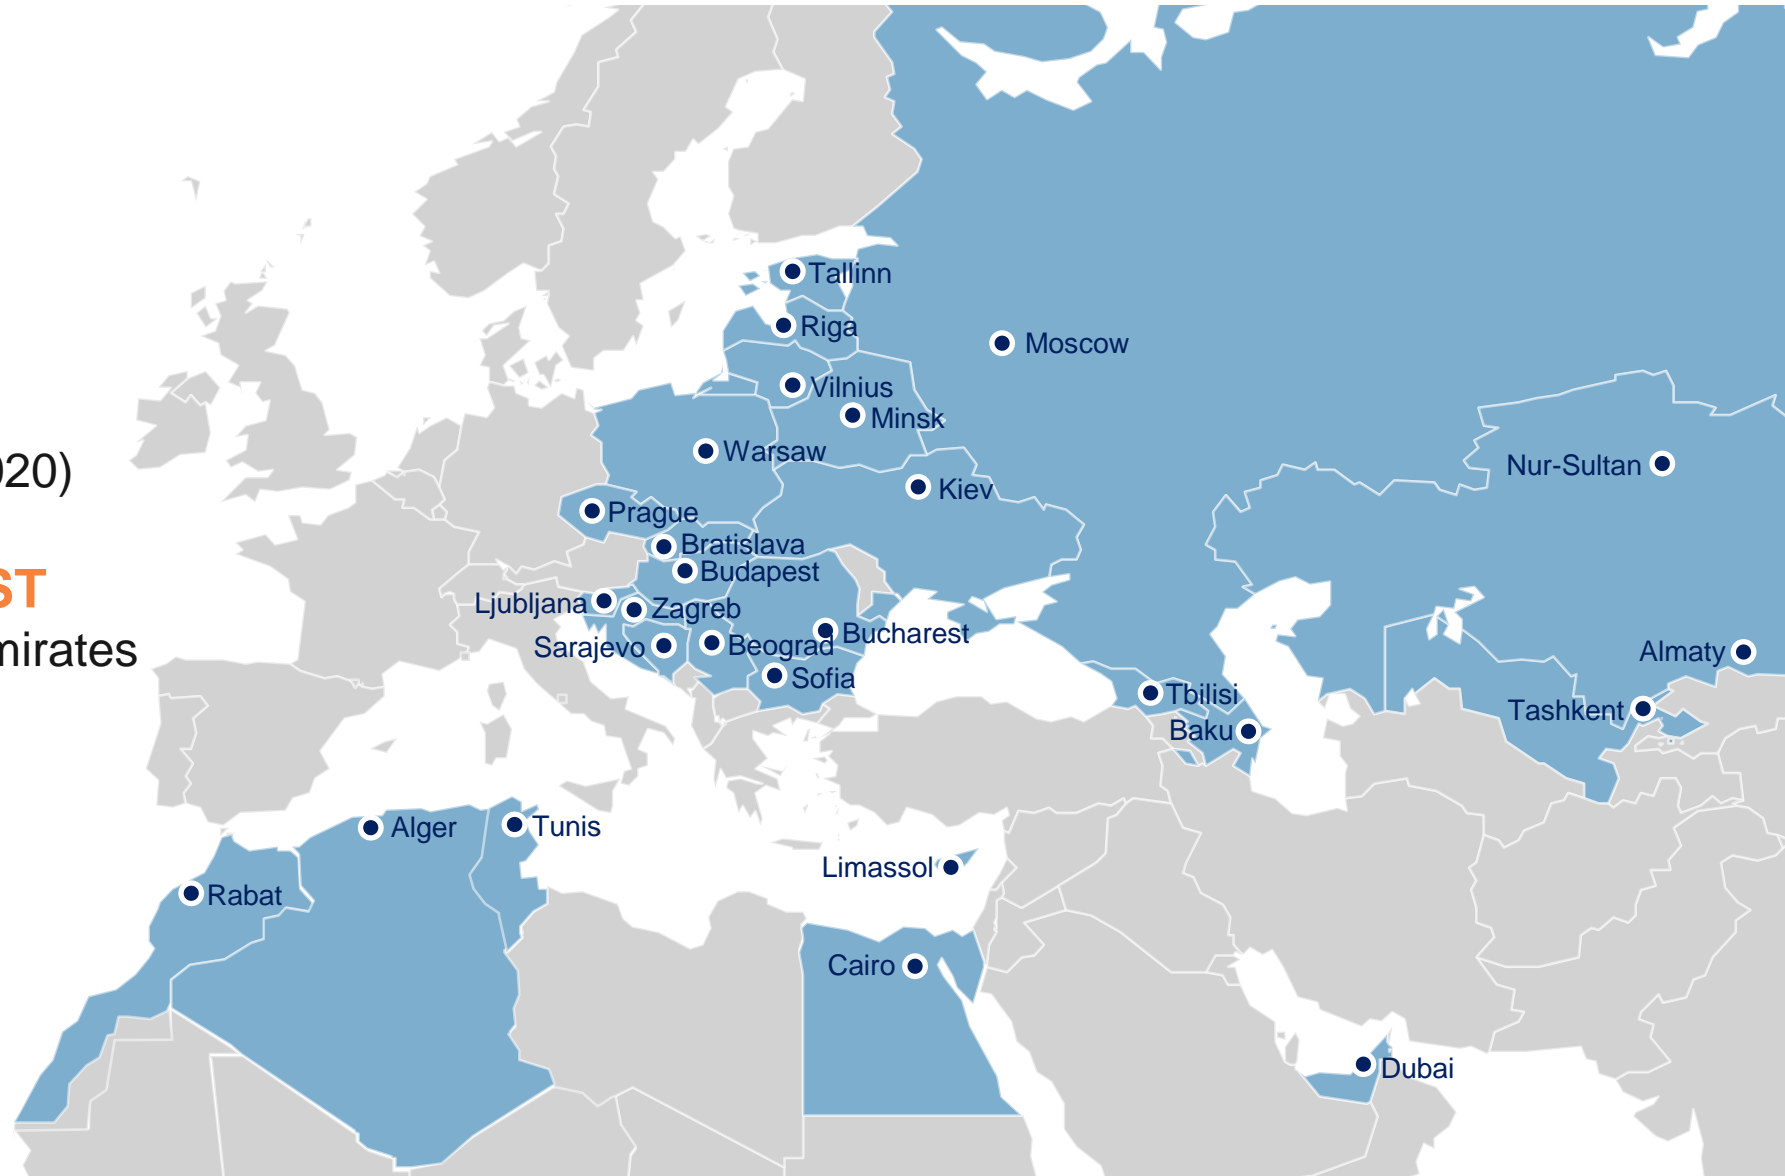 Tallinn
Riga
Moscow
Vilnius
Minsk
Warsaw
Nur-Sultan
020)
Kiev
Prague
Bratislava
Budapest
ST
Ljubljana
Zagreb
Bucharest
Sarajevo
Beograd
mirates
Almaty
Sofia
Tbilisi
Tashkent
Baku
Alger
Tunis
Limassol
Rabat
Cairo
Dubai